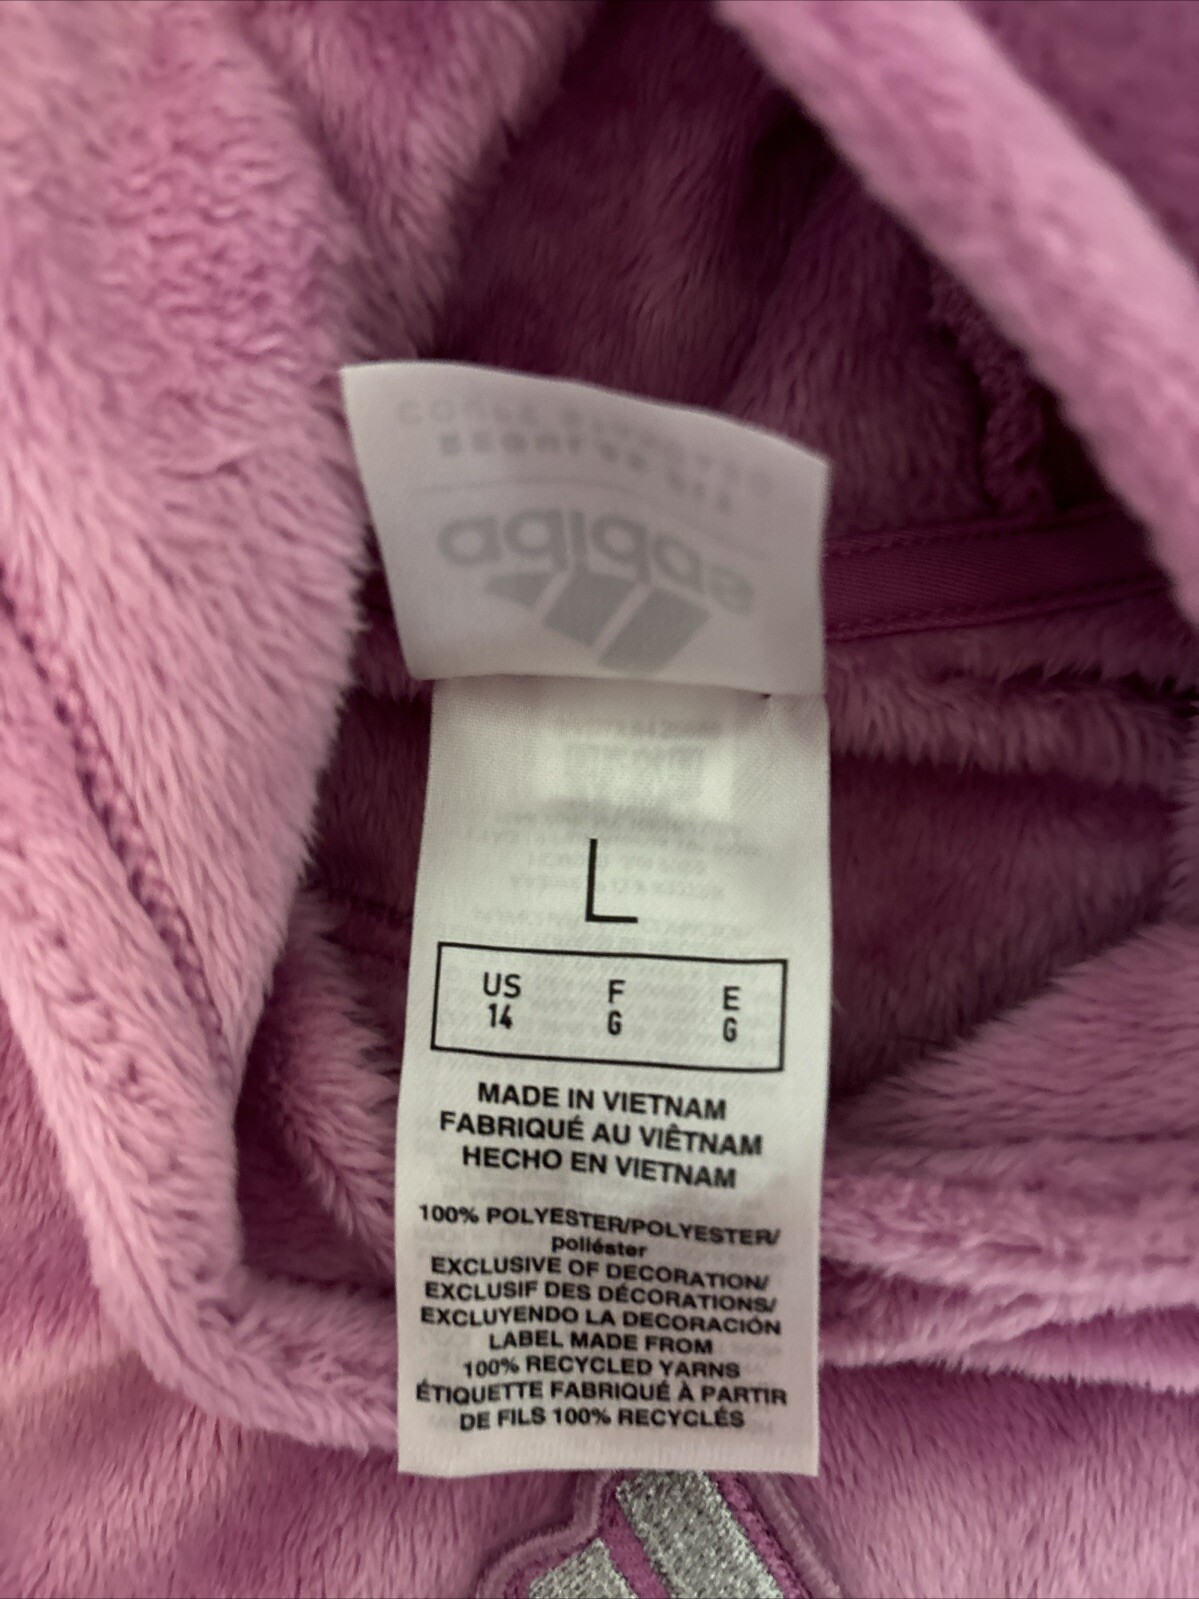 adidas
L
US F E
14 G G
MADE IN VIETNAM
FABRIQUÉ AU VIÊTNAM
HECHO EN VIETNAM
100% POLYESTER/POLYESTER/
poliéster
EXCLUSIVE OF DECORATION/
EXCLUSIF DES DÉCORATIONS/
EXCLUYENDO LA DECORACIÓN
LABEL MADE FROM
100% RECYCLED YARNS
ÉTIQUETTE FABRIQUÉ À PARTIR
DE FILS 100% RECYCLÉS